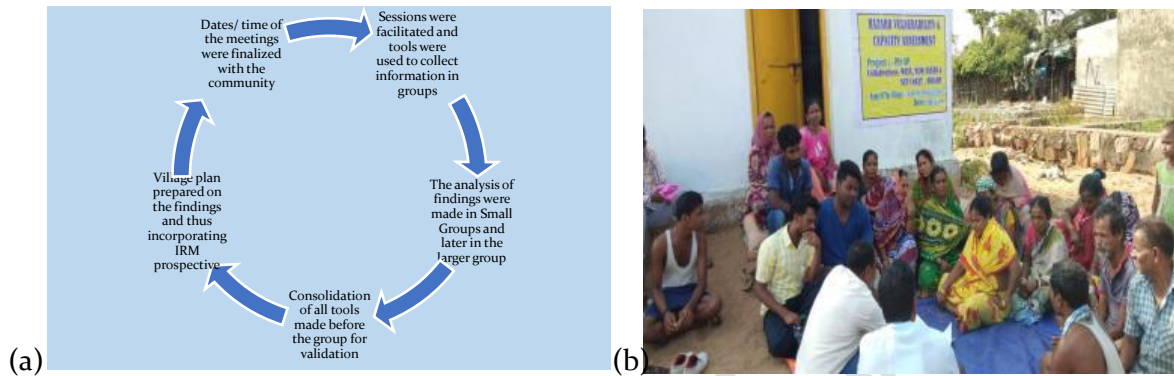 Dates/ time of
the meetings
were finalized
with the
community
Sessions were
facilitated and
tools were
used to collect
information in
groups
The analysis of
findings were
made in Small
Groups and
later in the
larger group
Consolidation
of all tools
made before
the group for
validation
Village plan
prepared on
the findings
and thus
incorporating
IRM
prospective
(a)
HAZARD VULNERABILITY &
CAPACITY ASSESSMENT
Project :-
(b)